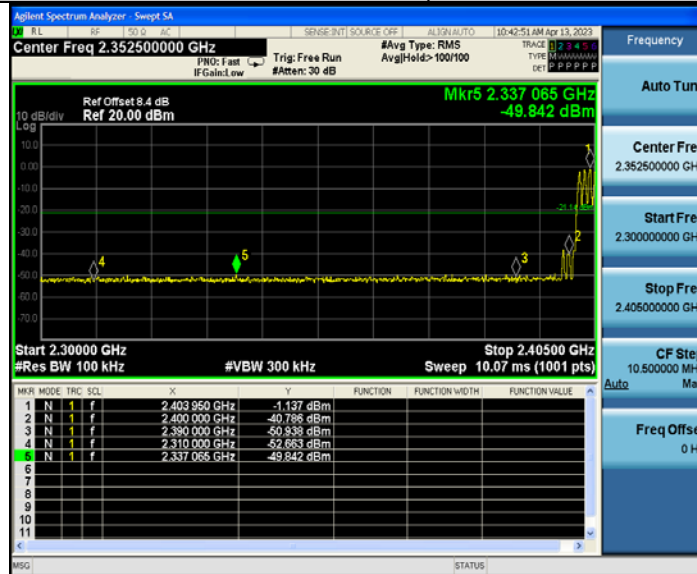 Agilent Spectrum Analyzer - Swept SA
RL RF 50 Ω AC SENSE:INT SOURCE OFF ALIGN AUTO 10:42:51 AM Apr 13, 2023
Center Freq 2.352500000 GHz
PNO: Fast
IFGain:Low
Trig: Free Run
#Atten: 30 dB
#Avg Type: RMS
Avg|Hold:> 100/100
TRACE 1 2 3 4 5 6
TYPE M
DET P P P P P P
Ref Offset 8.4 dB
Ref 20.00 dBm
10 dB/div
Log
Mkr5 2.337 065 GHz
-49.842 dBm
10.0
0.00
-10.0
-20.0
-30.0
-40.0
-50.0
-60.0
-70.0
1
2
3
4
5
Start 2.30000 GHz
Stop 2.40500 GHz
#Res BW 100 kHz
#VBW 300 kHz
Sweep 10.07 ms (1001 pts)
MKR MODE TRC SCL X Y FUNCTION FUNCTION WIDTH FUNCTION VALUE
1 N 1 f 2.403 950 GHz -1.137 dBm
2 N 1 f 2.400 000 GHz -40.786 dBm
3 N 1 f 2.390 000 GHz -50.938 dBm
4 N 1 f 2.310 000 GHz -52.663 dBm
5 N 1 f 2.337 065 GHz -49.842 dBm
6
7
8
9
10
11
MSG STATUS
Frequency
Auto Tun
Center Fre
2.352500000 GH
Start Fre
2.300000000 GH
Stop Fre
2.405000000 GH
CF Ste
10.500000 MH
Auto Ma
Freq Offse
0 H